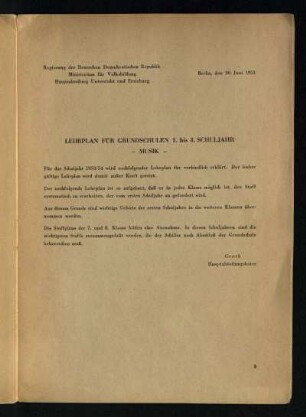 Regierung der Deutschen Demokratischen Republik
Ministerium für Volksbildung
Hauptabteilung Unterricht und Erziehung
Berlin, den 30. Juni 1953
LEHRPLAN FÜR GRUNDSCHULEN 1. bis 8. SCHULJAHR
– MUSIK –
Für das Schuljahr 1953/54 wird nachfolgender Lehrplan für verbindlich erklärt. Der bisher
gültige Lehrplan wird damit außer Kraft gesetzt.
Der nachfolgende Lehrplan ist so aufgebaut, daß es in jeder Klasse möglich ist, den Stoff
systematisch zu erarbeiten, der vom ersten Schuljahr an gefordert wird.
Aus diesem Grunde sind wichtige Gebiete der ersten Schuljahre in die weiteren Klassen über-
nommen worden.
Die Stoffpläne der 7. und 8. Klasse bilden eine Ausnahme. In diesen Schuljahren sind die
wichtigsten Stoffe zusammengefaßt worden, die der Schüler nach Abschluß der Grundschule
beherrschen muß.
Hauptabteilungsleiter